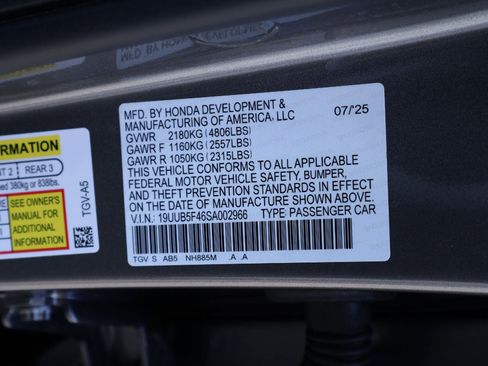 MFD. BY HONDA DEVELOPMENT &
MANUFACTURING OF AMERICA, LLC
07/25
GVWR 2180KG(4806LBS)
GAWR F 1160KG(2557LBS)
GAWR R 1050KG(2315LBS)
THIS VEHICLE CONFORMS TO ALL APPLICABLE
FEDERAL MOTOR VEHICLE SAFETY, BUMPER,
AND THEFT PREVENTION STANDARDS IN EFFECT
ON THE DATE OF MANUFACTURE SHOWN ABOVE.
V.I.N.: 19UUB5F46SA002966 TYPE PASSENGER CAR
TGV S AB5 NH885M .A .A
REAR 3
380kg or 838lbs.
SEE OWNER'S
MANUAL FOR
ADDITIONAL
INFORMATION
TGV-A5